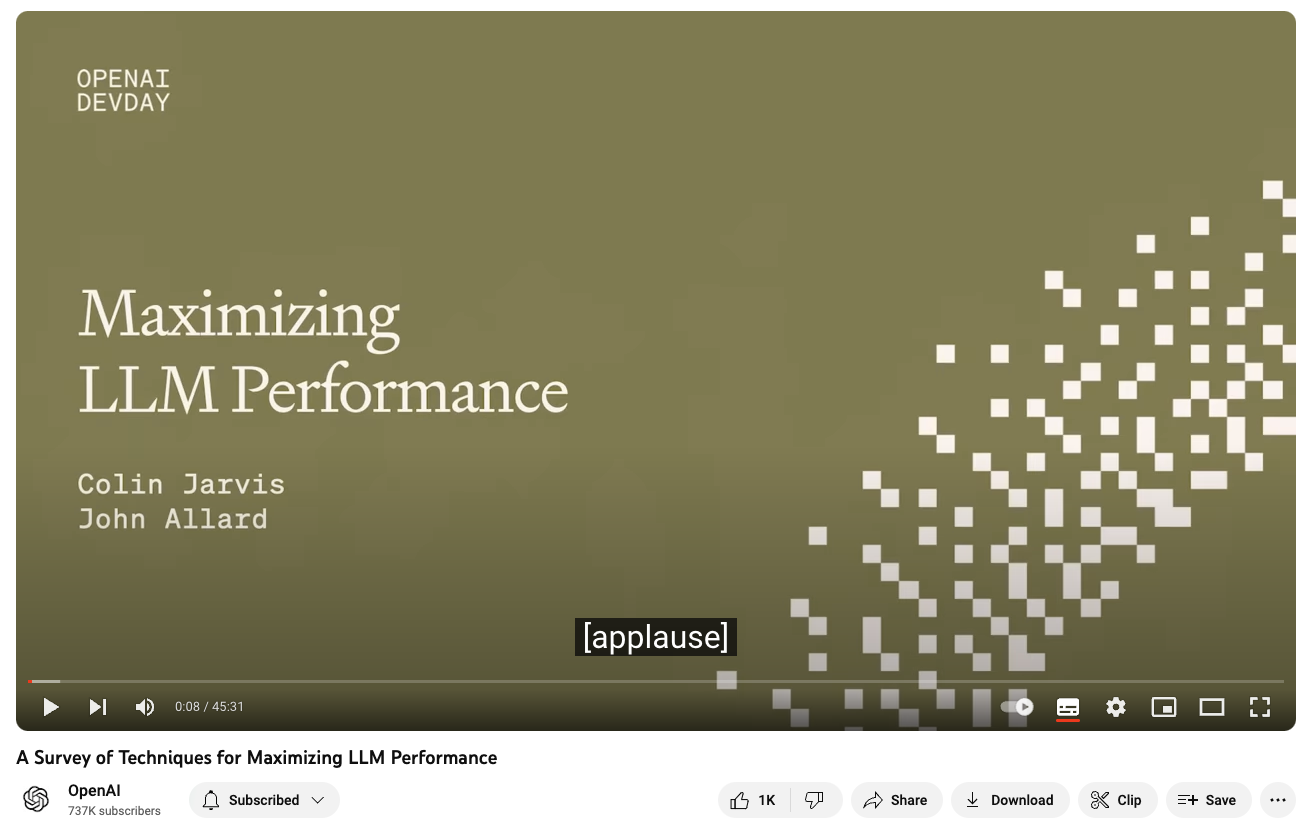 OPENAI
DEVDAY
Maximizing
LLM Performance
Colin Jarvis
John Allard
[applause]
0:08 / 45:31
A Survey of Techniques for Maximizing LLM Performance
OpenAI
737K subscribers
Subscribed
1K
Share
Download
Clip
Save